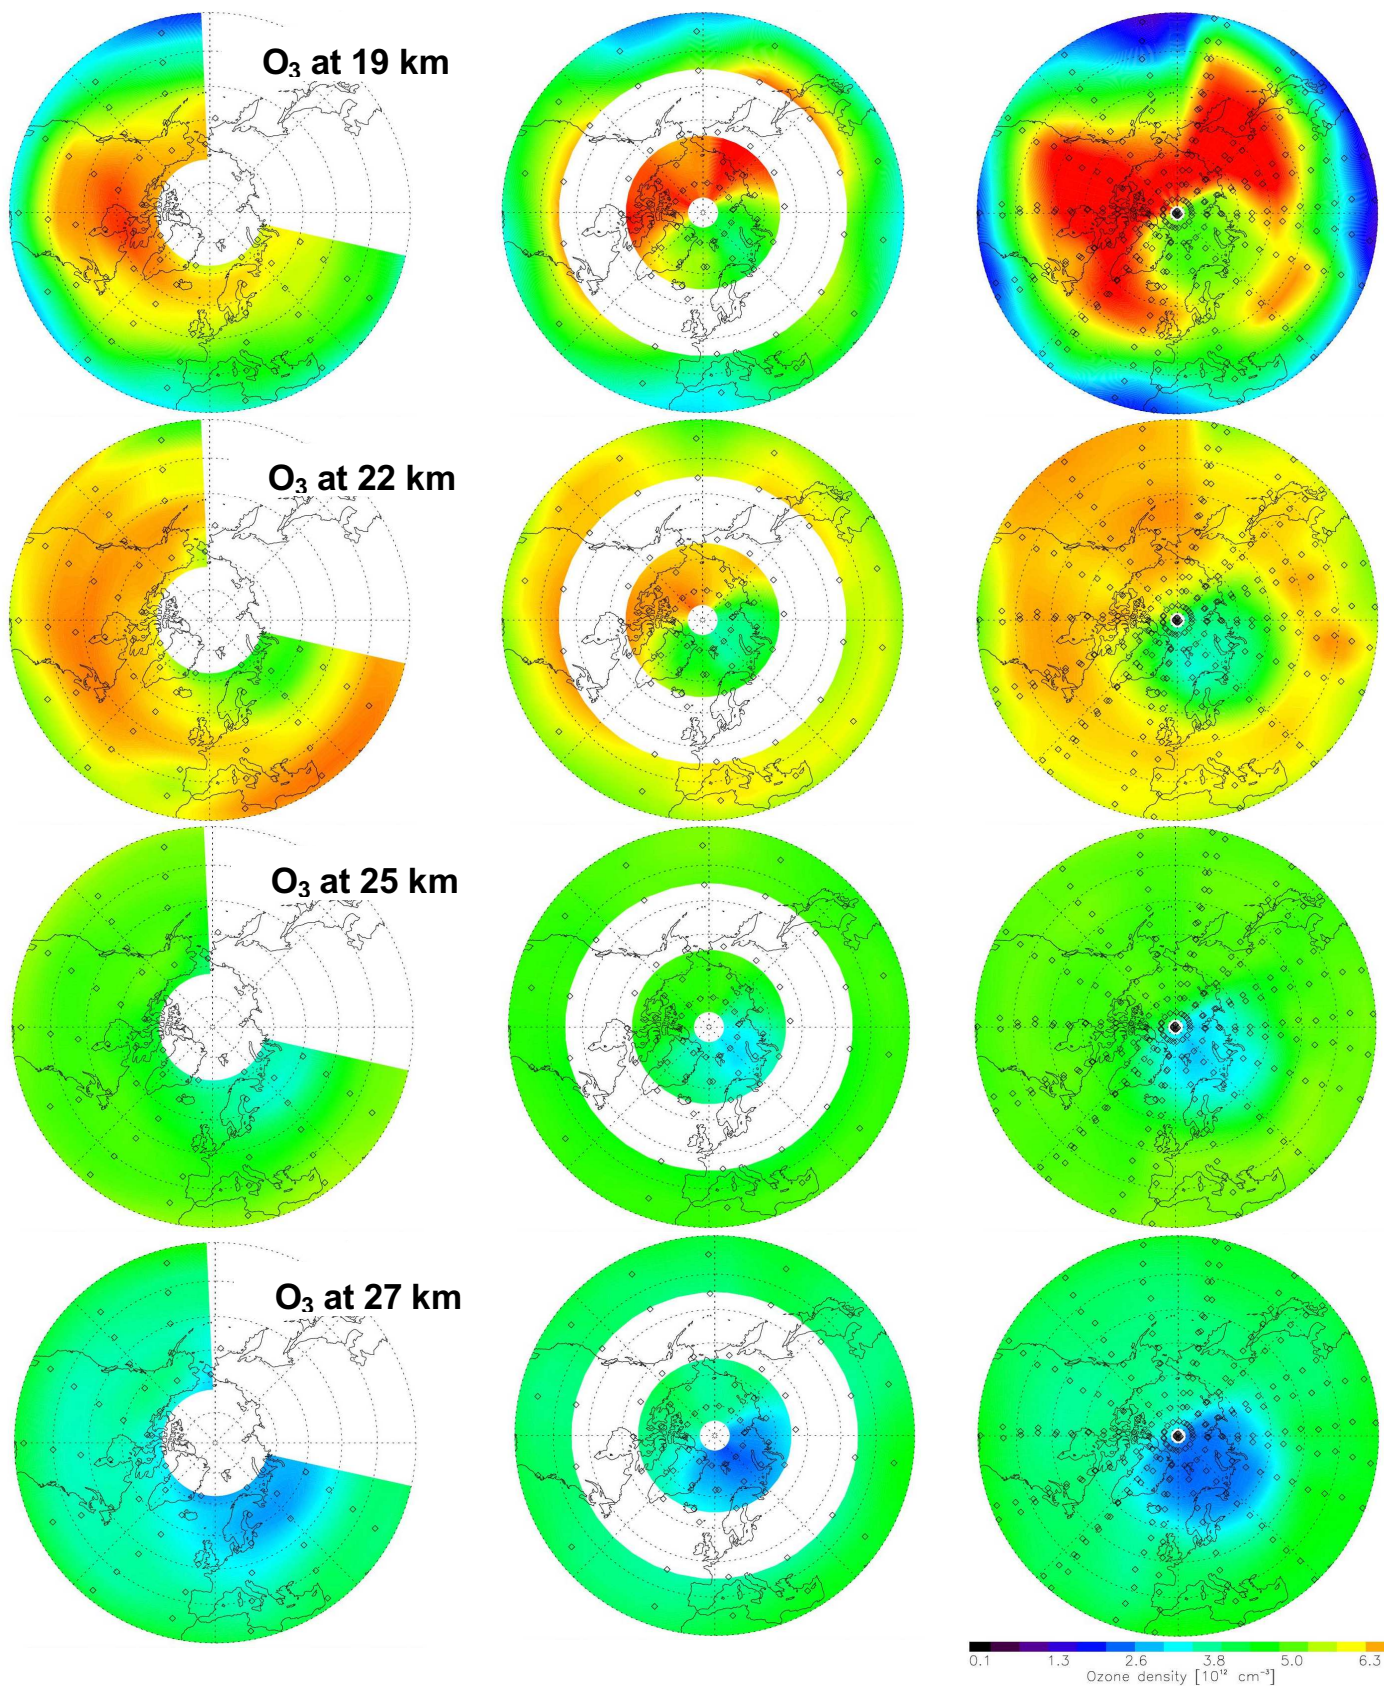 O₃ at 19 km
O₃ at 22 km
O₃ at 25 km
O₃ at 27 km
0.1 1.3 2.6 3.8 5.0 6.3
Ozone density [10¹² cm⁻³]